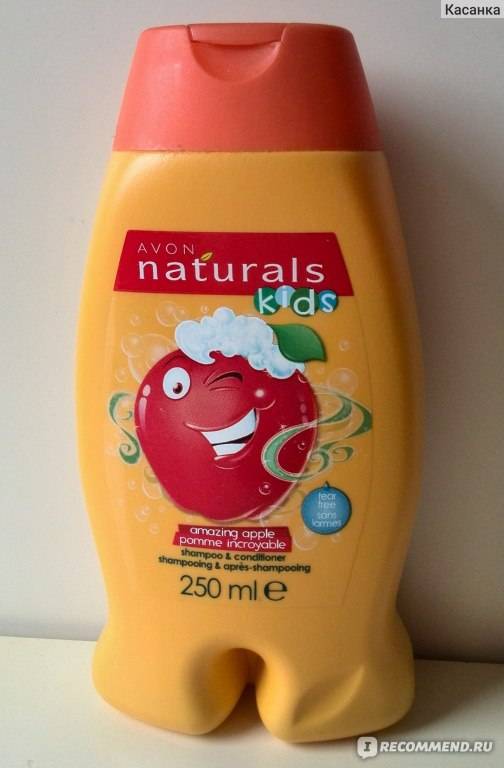 Касанка
AVON
naturals
kids
tear
free
sans
larmes
amazing apple
pomme incroyable
shampoo & conditioner
shampooing & après-shampooing
250 ml e
I RECOMMEND.RU